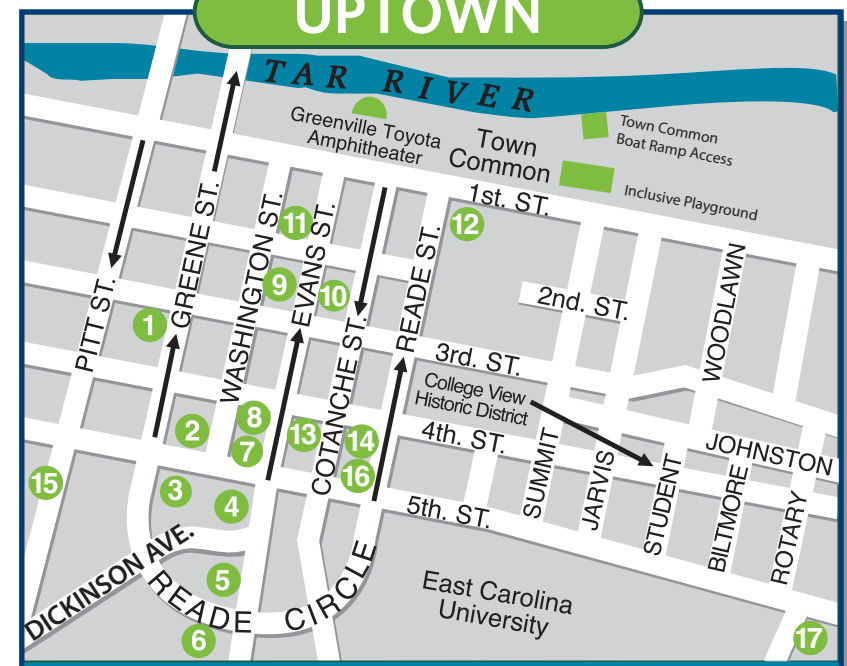 UPTOWN
TAR RIVER
Greenville Toyota
Amphitheater
Town
Common
Town Common
Boat Ramp Access
Inclusive Playground
1st. ST.
2nd. ST.
3rd. ST.
4th. ST.
5th. ST.
PITT ST.
GREENE ST.
WASHINGTON ST.
EVANS ST.
COTANCHE ST.
READE ST.
College View
Historic District
WOODLAWN
JOHNSTON
SUMMIT
JARVIS
STUDENT
BILTMORE
ROTARY
DICKINSON AVE.
READE CIRCLE
East Carolina
University
1
2
3
4
5
6
7
8
9
10
11
12
13
14
15
16
17